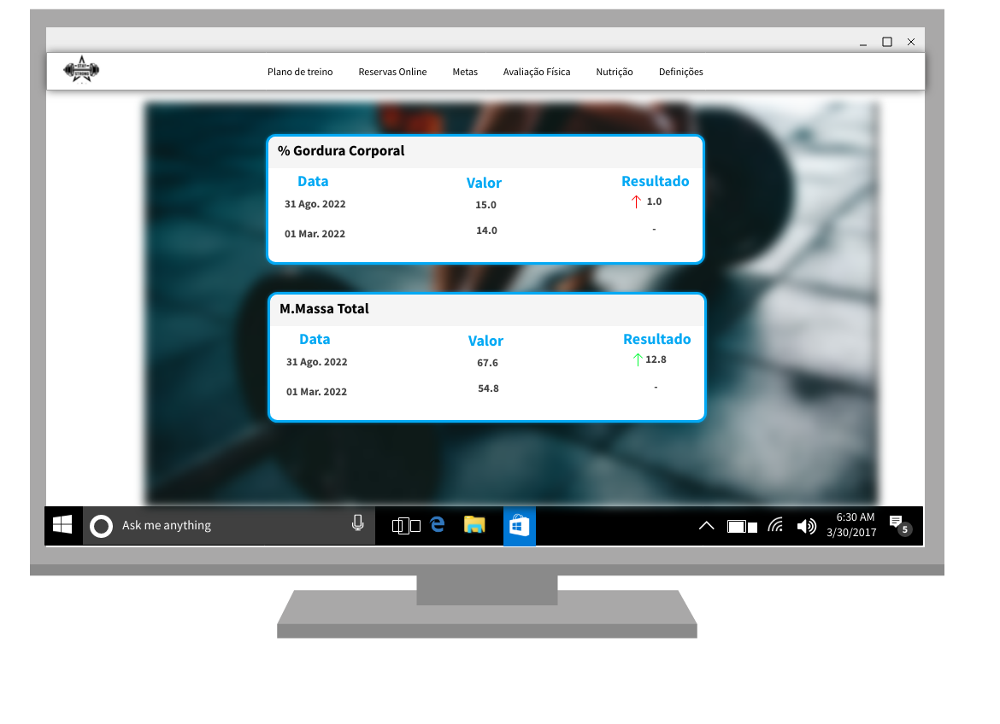 STAY
STRONG
Plano de treino Reservas Online Metas Avaliação Física Nutrição Definições
% Gordura Corporal
Data Valor Resultado
31 Ago. 2022 15.0 1.0
01 Mar. 2022 14.0 -
M.Massa Total
Data Valor Resultado
31 Ago. 2022 67.6 12.8
01 Mar. 2022 54.8 -
Ask me anything
6:30 AM
3/30/2017
5